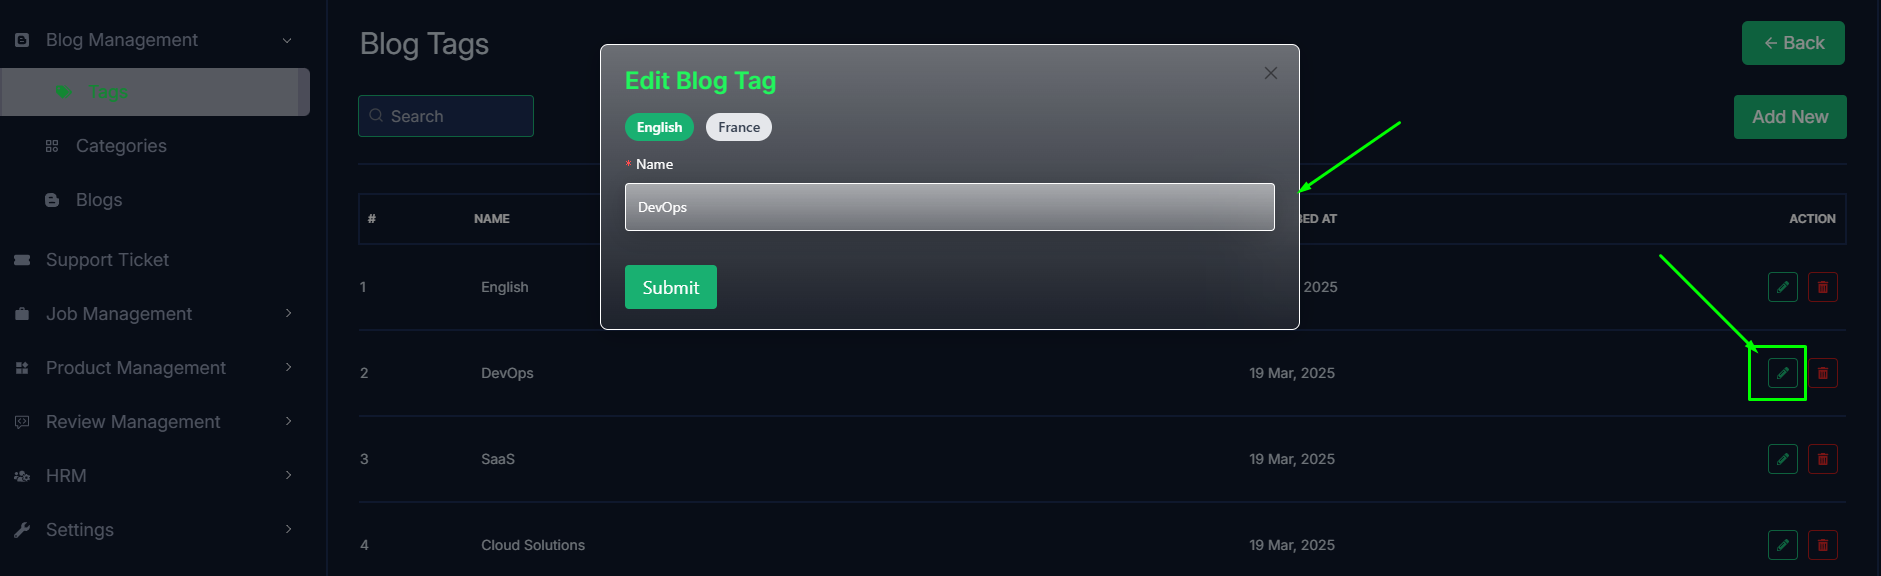 Blog Management
Tags
Categories
Blogs
Support Ticket
Job Management
Product Management
Review Management
HRM
Settings
Blog Tags
← Back
Search
Add New
Edit Blog Tag
English France
* Name
DevOps
Submit
# NAME BED AT ACTION
1 English 2025
2 DevOps 19 Mar, 2025
3 SaaS 19 Mar, 2025
4 Cloud Solutions 19 Mar, 2025